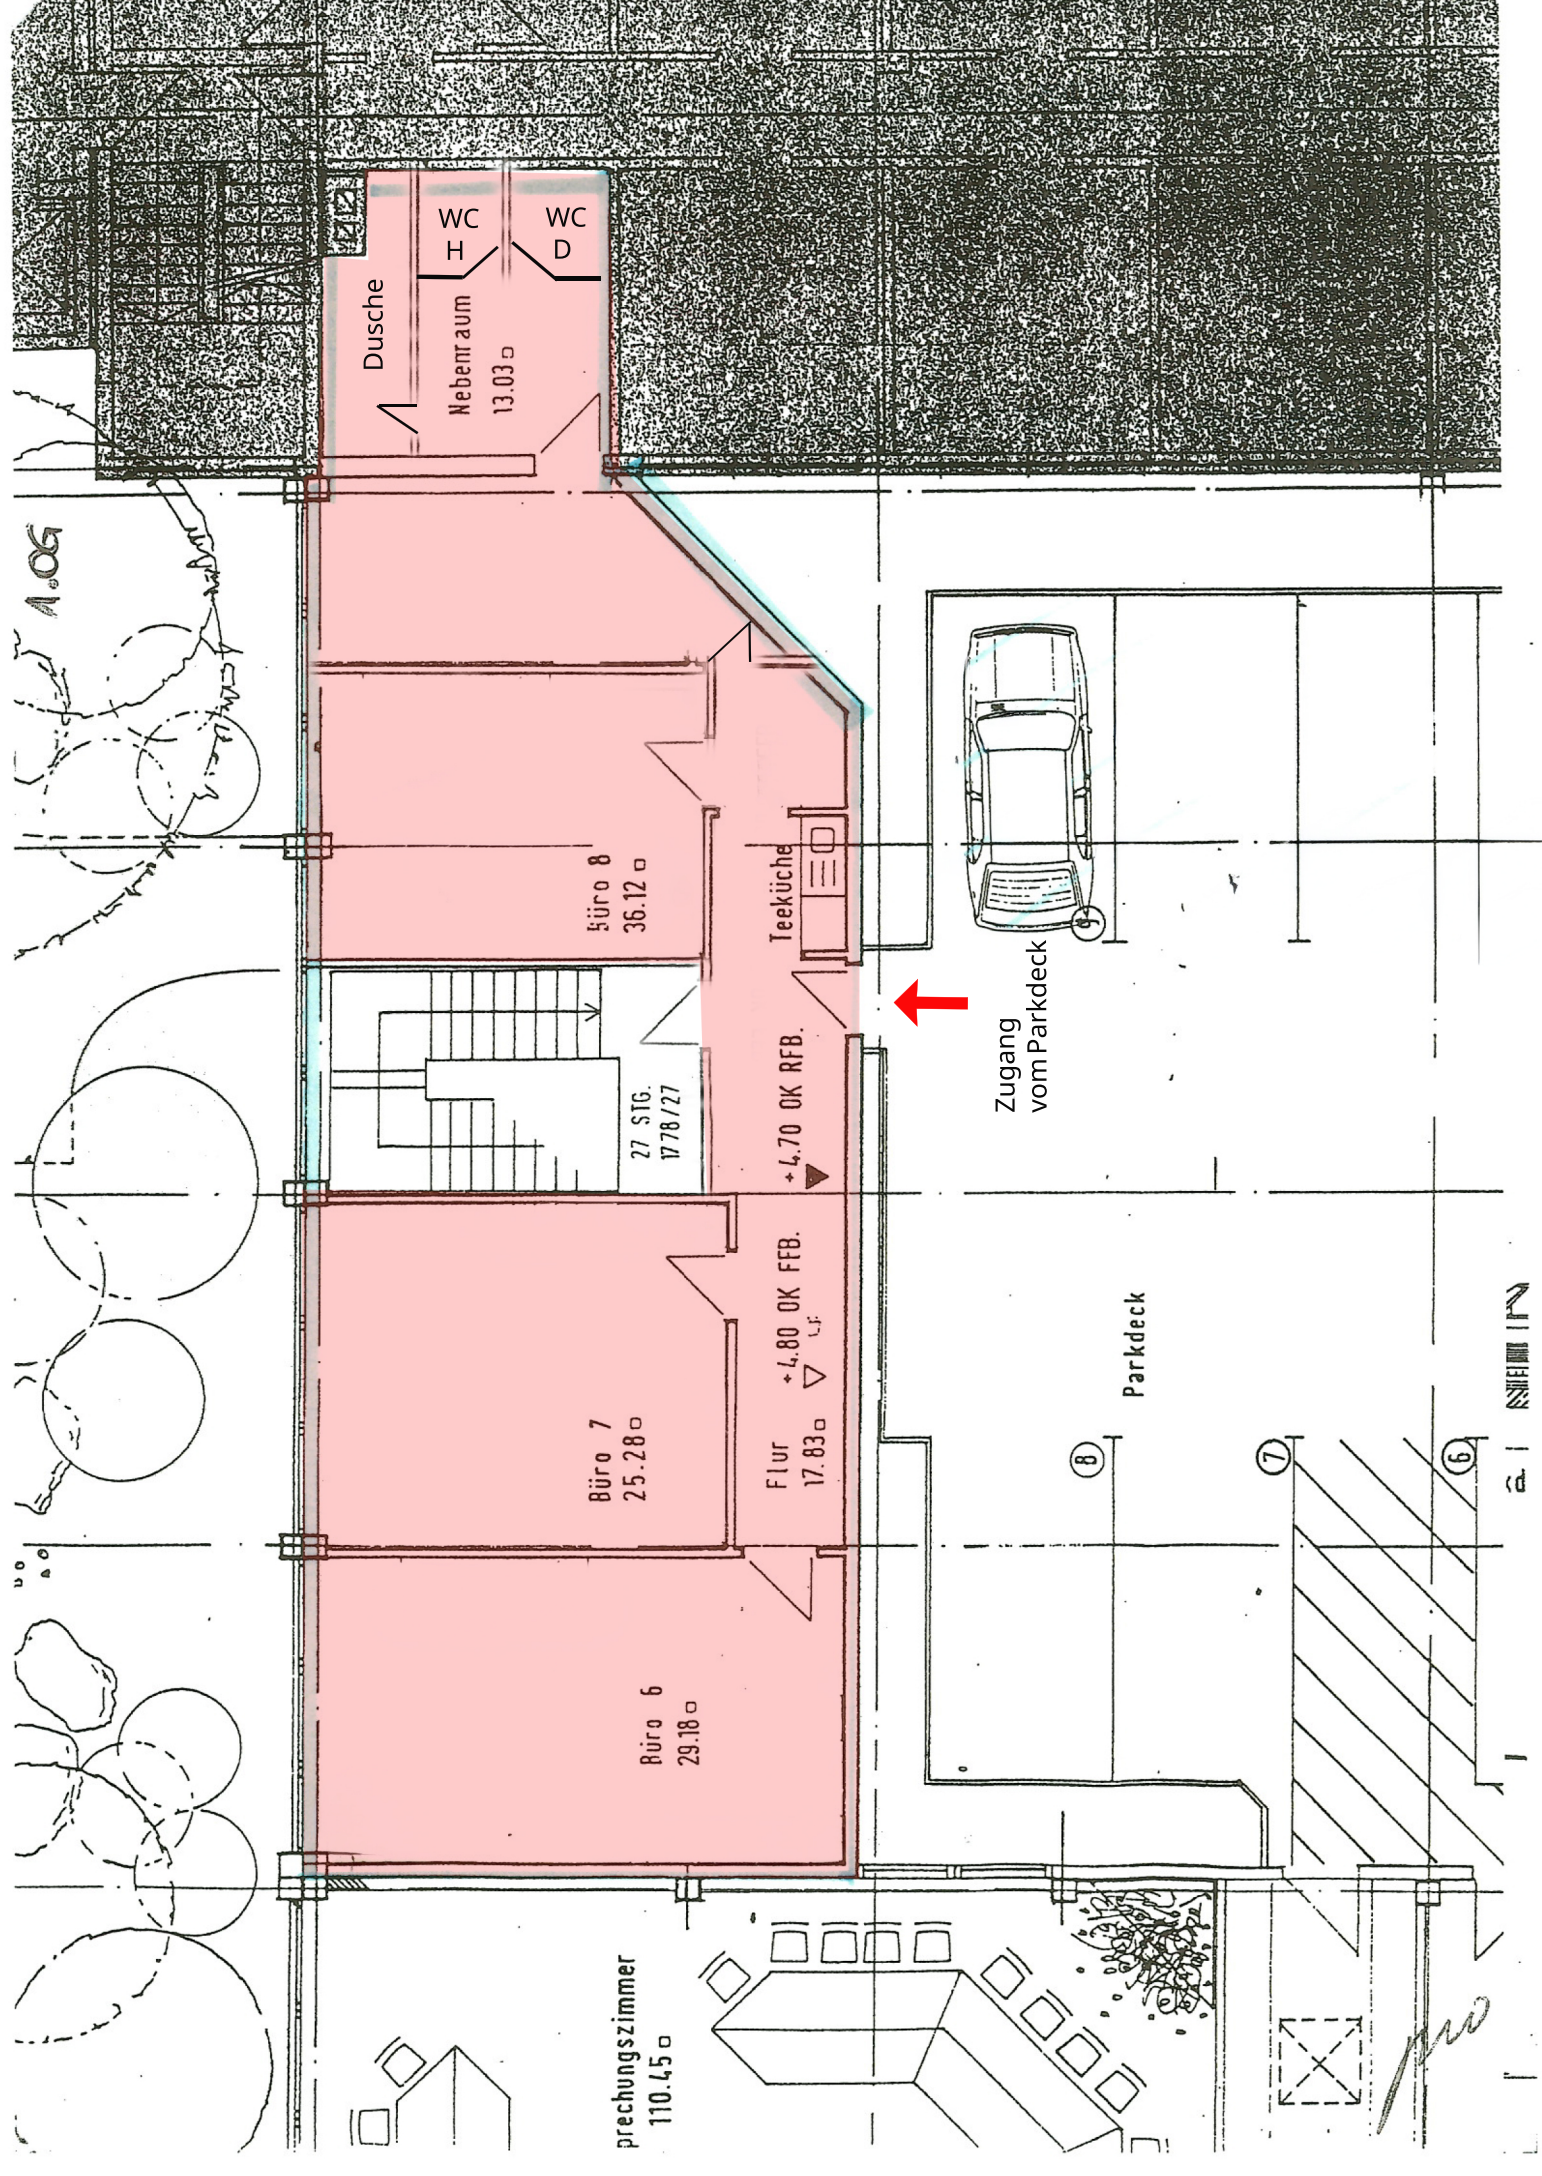 1.OG
Dusche
WC
H
WC
D
Nebenraum
13.03
Büro 8
36.12
Teeküche
27 STG.
1778/27
+4.70 OK RFB.
+4.80 OK FFB.
Zugang
vom Parkdeck
Büro 7
25.28
Flur
17.83
Parkdeck
9
8
7
6
Büro 6
29.18
prechungszimmer
110.45